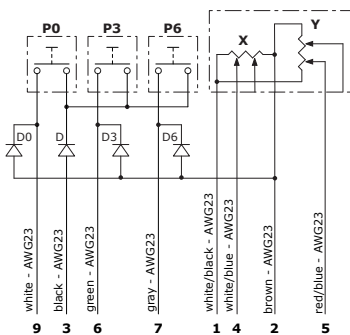 P0 P3 P6
Y
X
D0 D D3 D6
white - AWG23
black - AWG23
green - AWG23
gray - AWG23
white/black - AWG23
white/blue - AWG23
brown - AWG23
red/blue - AWG23
9 3 6 7 1 4 2 5